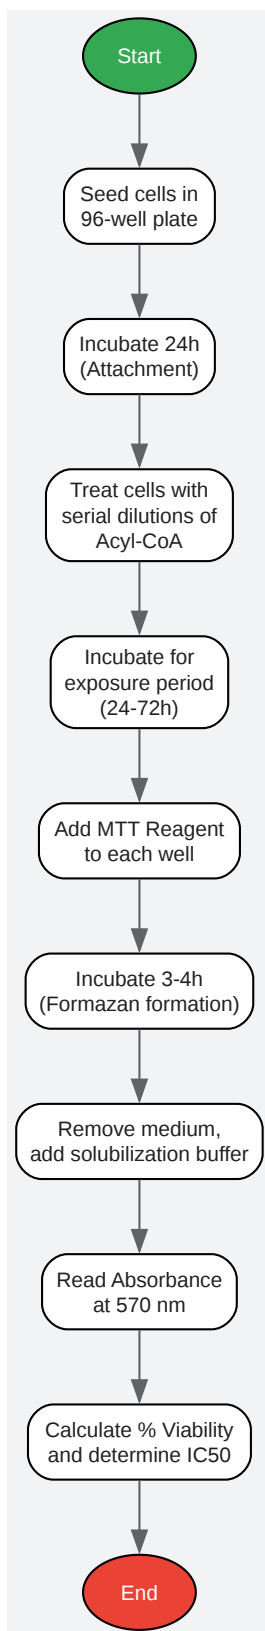 Start
Seed cells in
96-well plate
Incubate 24h
(Attachment)
Treat cells with
serial dilutions of
Acyl-CoA
Incubate for
exposure period
(24-72h)
Add MTT Reagent
to each well
Incubate 3-4h
(Formazan formation)
Remove medium,
add solubilization buffer
Read Absorbance
at 570 nm
Calculate % Viability
and determine IC50
End